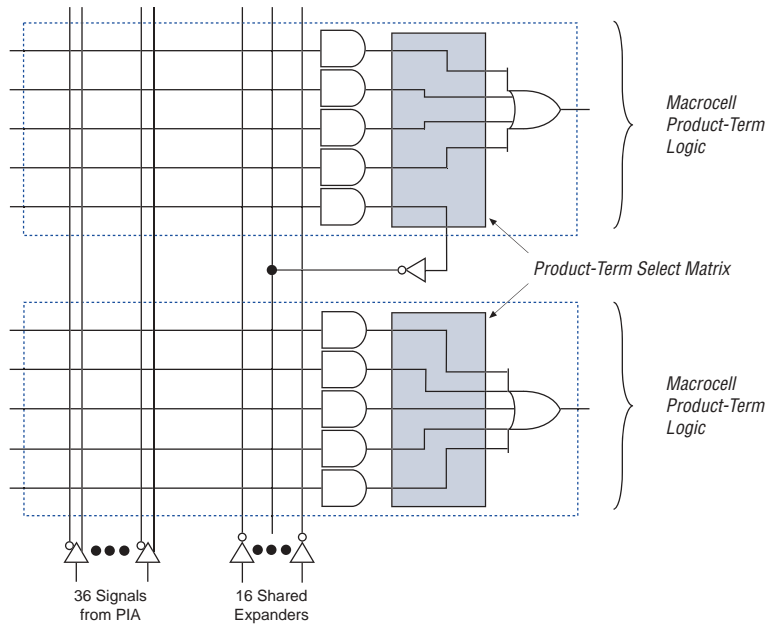 Macrocell
Product-Term
Logic
Product-Term Select Matrix
Macrocell
Product-Term
Logic
36 Signals
from PIA
16 Shared
Expanders